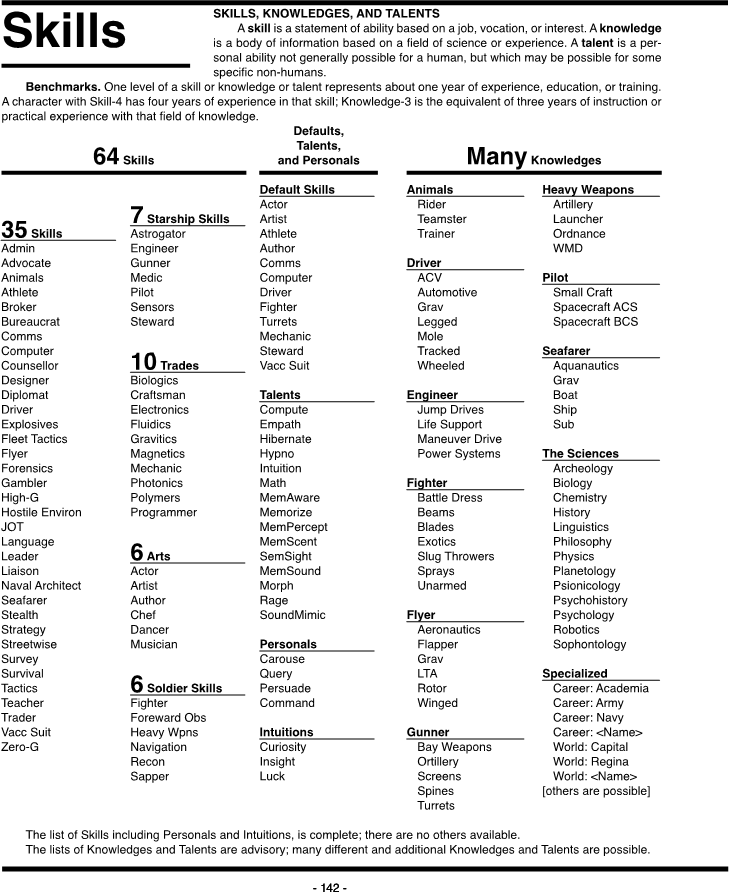 Skills
SKILLS, KNOWLEDGES, AND TALENTS
A skill is a statement of ability based on a job, vocation, or interest. A knowledge
is a body of information based on a field of science or experience. A talent is a per-
sonal ability not generally possible for a human, but which may be possible for some
specific non-humans.
Benchmarks. One level of a skill or knowledge or talent represents about one year of experience, education, or training.
A character with Skill-4 has four years of experience in that skill; Knowledge-3 is the equivalent of three years of instruction or
practical experience with that field of knowledge.
64 Skills
35 Skills
Admin
Advocate
Animals
Athlete
Broker
Bureaucrat
Comms
Computer
Counsellor
Designer
Diplomat
Driver
Explosives
Fleet Tactics
Flyer
Forensics
Gambler
High-G
Hostile Environ
JOT
Language
Leader
Liaison
Naval Architect
Seafarer
Stealth
Strategy
Streetwise
Survey
Survival
Tactics
Teacher
Trader
Vacc Suit
Zero-G
7 Starship Skills
Astrogator
Engineer
Gunner
Medic
Pilot
Sensors
Steward
10 Trades
Biologics
Craftsman
Electronics
Fluidics
Gravitics
Magnetics
Mechanic
Photonics
Polymers
Programmer
6 Arts
Actor
Artist
Author
Chef
Dancer
Musician
6 Soldier Skills
Fighter
Foreward Obs
Heavy Wpns
Navigation
Recon
Sapper
Defaults,
Talents,
and Personals
Default Skills
Actor
Artist
Athlete
Author
Comms
Computer
Driver
Fighter
Turrets
Mechanic
Steward
Vacc Suit
Talents
Compute
Empath
Hibernate
Hypno
Intuition
Math
MemAware
Memorize
MemPercept
MemScent
SemSight
MemSound
Morph
Rage
SoundMimic
Personals
Carouse
Query
Persuade
Command
Intuitions
Curiosity
Insight
Luck
Many Knowledges
Animals
Rider
Teamster
Trainer
Driver
ACV
Automotive
Grav
Legged
Mole
Tracked
Wheeled
Engineer
Jump Drives
Life Support
Maneuver Drive
Power Systems
Fighter
Battle Dress
Beams
Blades
Exotics
Slug Throwers
Sprays
Unarmed
Flyer
Aeronautics
Flapper
Grav
LTA
Rotor
Winged
Gunner
Bay Weapons
Ortillery
Screens
Spines
Turrets
Heavy Weapons
Artillery
Launcher
Ordnance
WMD
Pilot
Small Craft
Spacecraft ACS
Spacecraft BCS
Seafarer
Aquanautics
Grav
Boat
Ship
Sub
The Sciences
Archeology
Biology
Chemistry
History
Linguistics
Philosophy
Physics
Planetology
Psionicology
Psychohistory
Psychology
Robotics
Sophontology
Specialized
Career: Academia
Career: Army
Career: Navy
Career: <Name>
World: Capital
World: Regina
World: <Name>
[others are possible]
The list of Skills including Personals and Intuitions, is complete; there are no others available.
The lists of Knowledges and Talents are advisory; many different and additional Knowledges and Talents are possible.
- 142 -